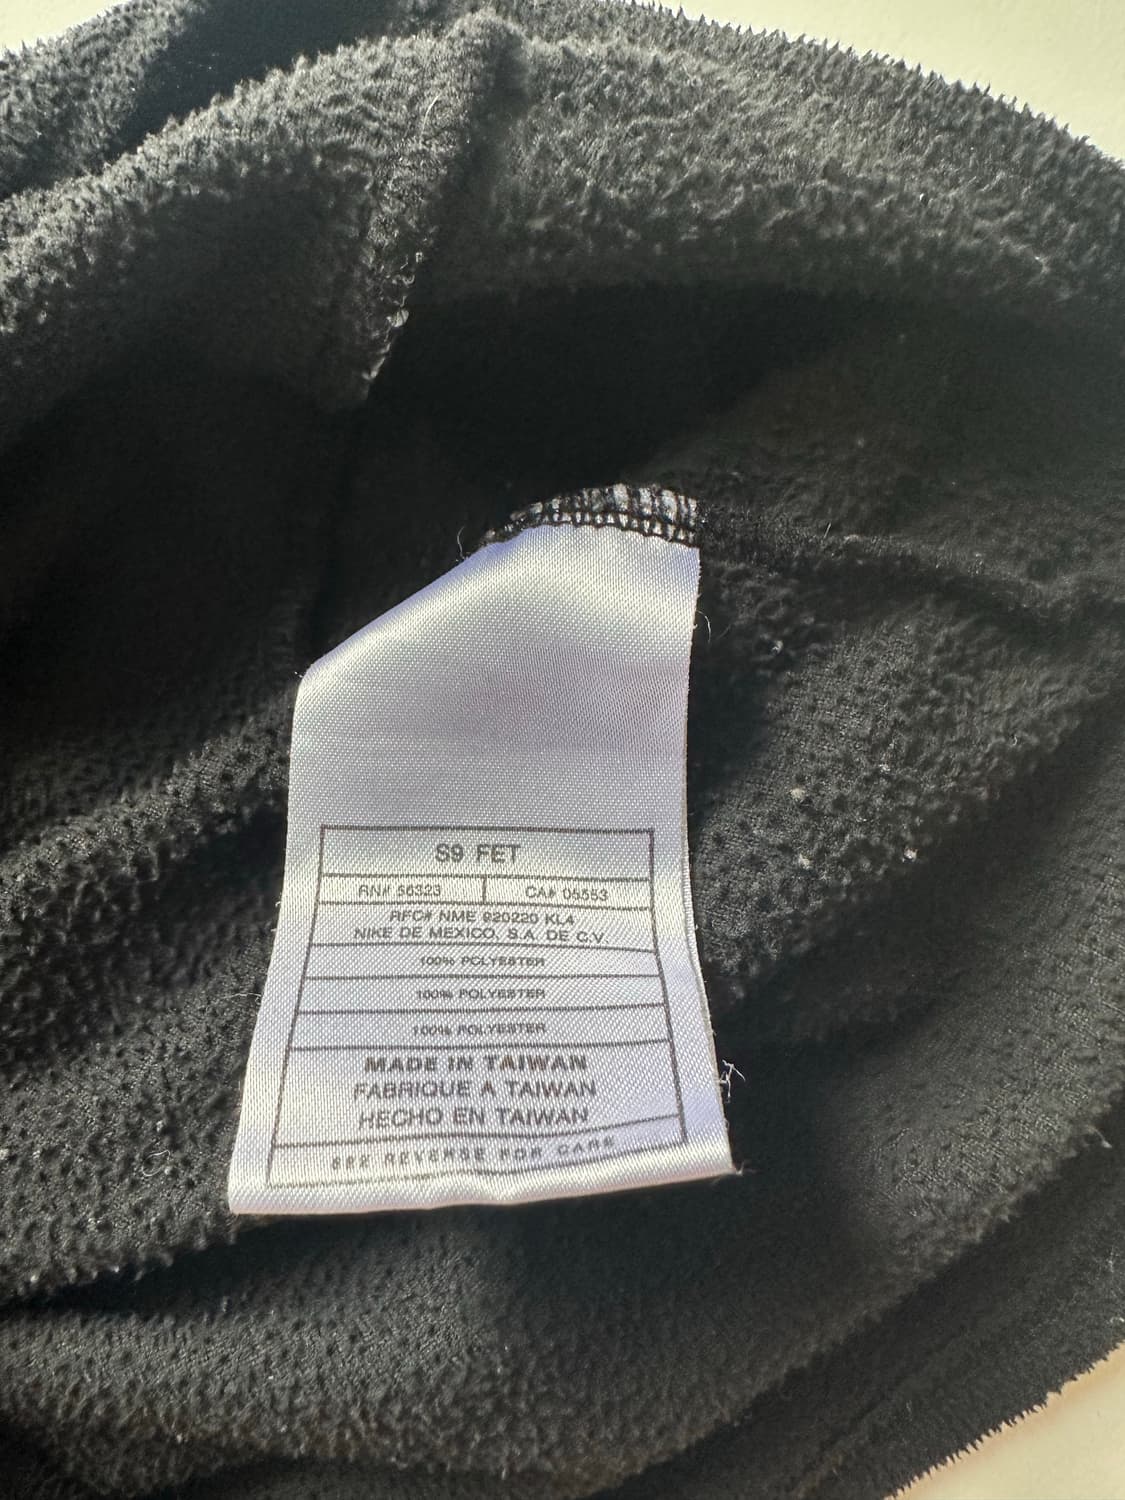 S9 FET
RN# 56323 CA# 05553
RFC# NME 920220 KL4
NIKE DE MEXICO, S.A. DE C.V.
100% POLYESTER
100% POLYESTER
100% POLYESTER
MADE IN TAIWAN
FABRIQUE A TAIWAN
HECHO EN TAIWAN
SEE REVERSE FOR CARE